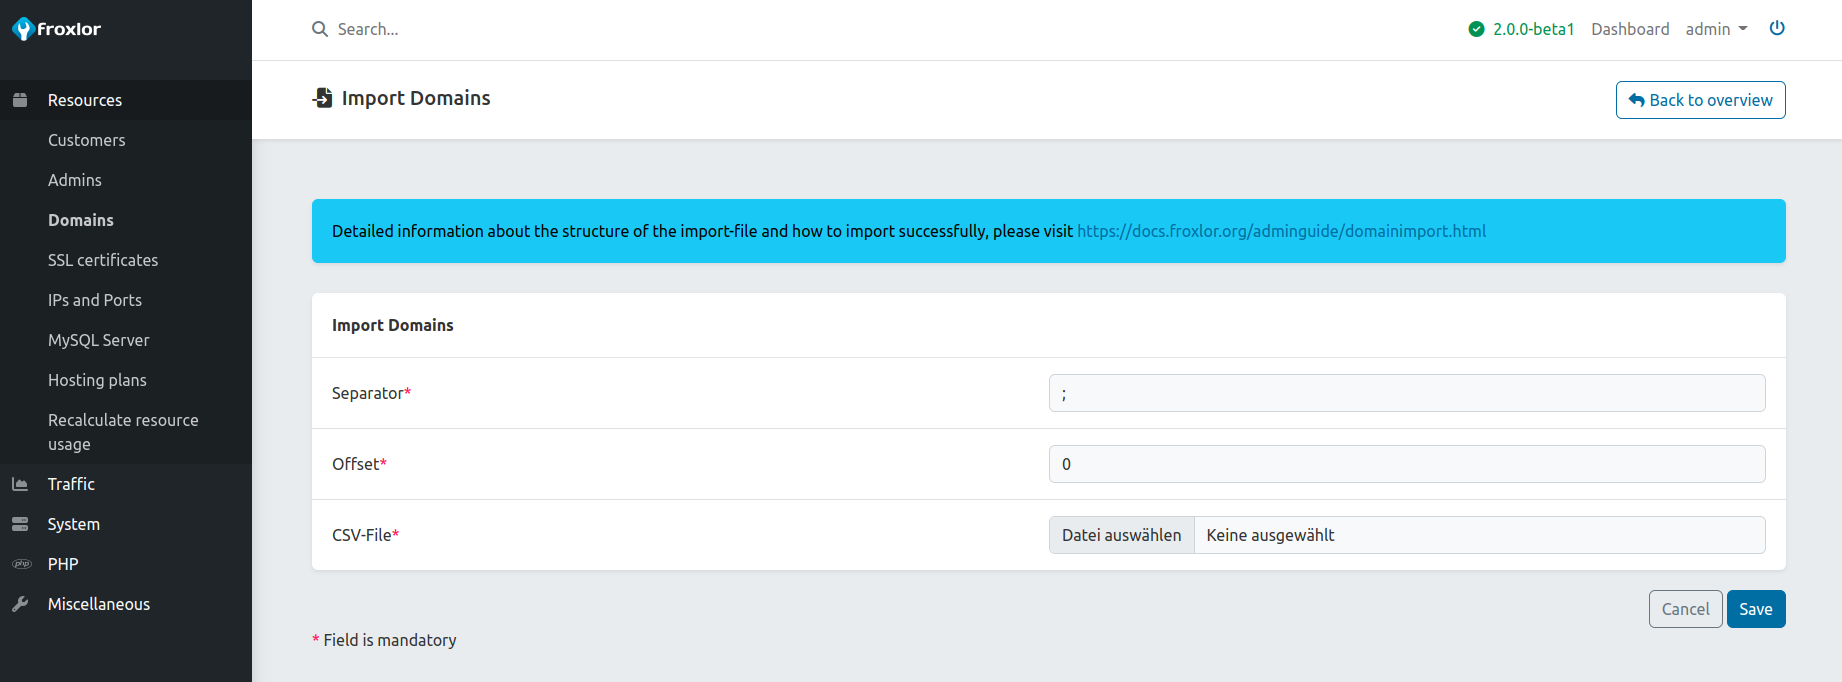 froxlor
Search...
2.0.0-beta1
Dashboard
admin
Resources
Customers
Admins
Domains
SSL certificates
IPs and Ports
MySQL Server
Hosting plans
Recalculate resource
usage
Traffic
System
php
PHP
Miscellaneous
Import Domains
Back to overview
Detailed information about the structure of the import-file and how to import successfully, please visit https://docs.froxlor.org/adminguide/domainimport.html
Import Domains
Separator*
;
Offset*
0
CSV-File*
Datei auswählen
Keine ausgewählt
Cancel
Save
* Field is mandatory